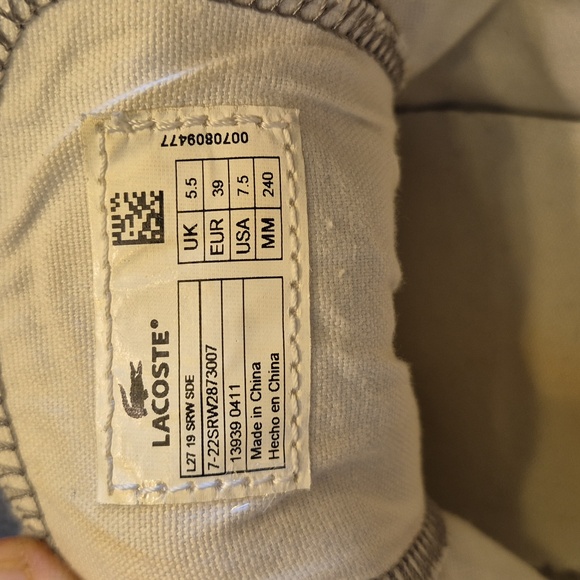 LACOSTE®
L27 19 SRW SDE
7-22SRW2873007
13939 0411
Made in China
Hecho en China
UK 5.5
EUR 39
USA 7.5
MM 240
0070809477